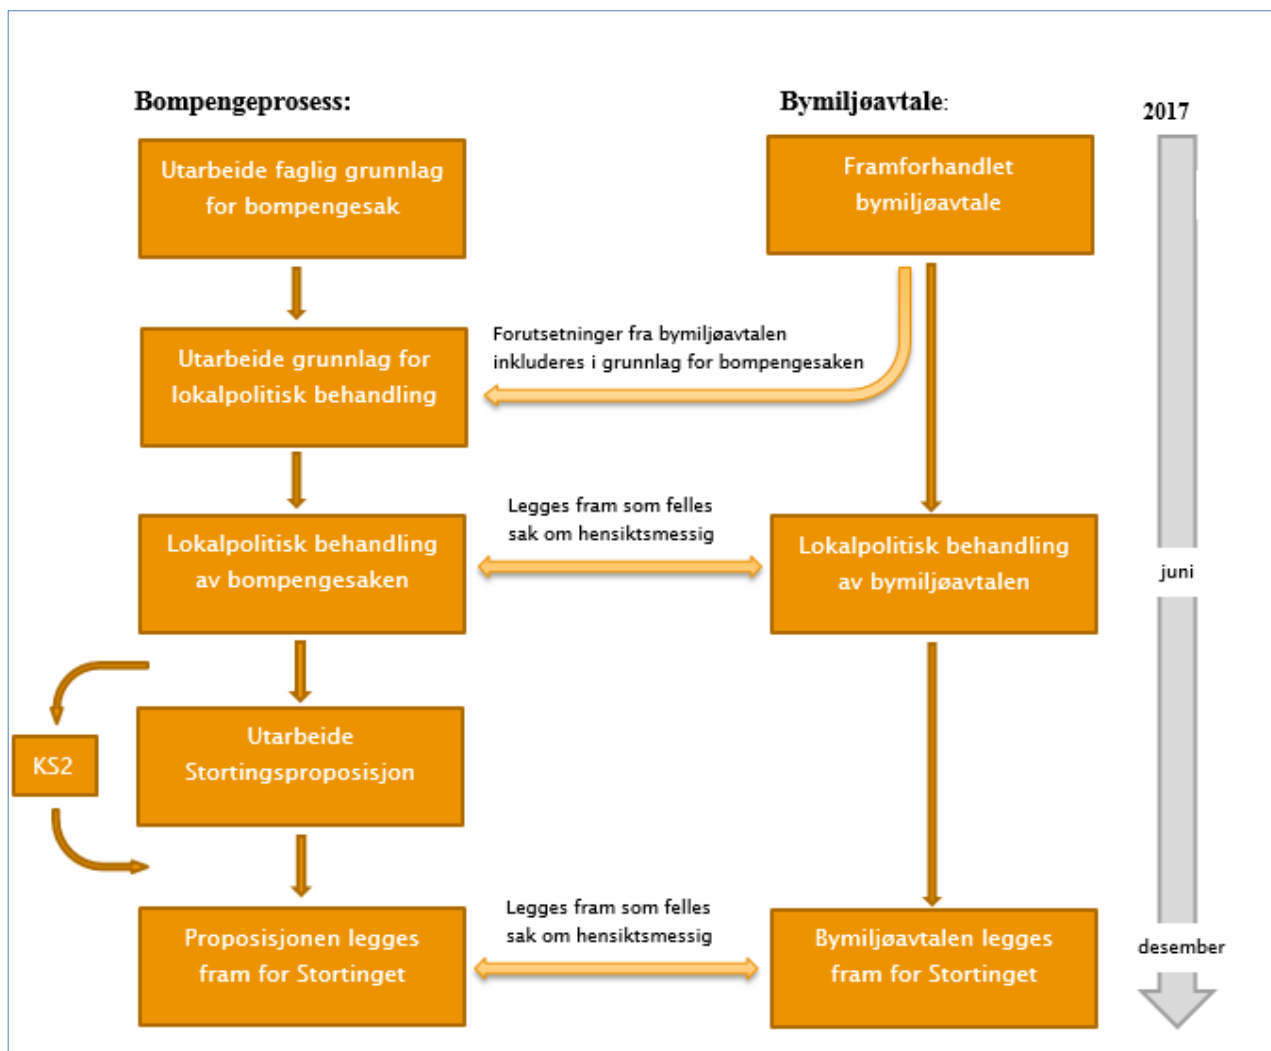 Bompengeprosess:
Bymiljøavtale:
2017
Utarbeide faglig grunnlag
for bompengesak
Framforhandlet
bymiljøavtale
Forutsetninger fra bymiljøavtalen
inkluderes i grunnlag for bompengesaken
Utarbeide grunnlag for
lokalpolitisk behandling
Legges fram som felles
sak om hensiktsmessig
Lokalpolitisk behandling
av bompengesaken
Lokalpolitisk behandling
av bymiljøavtalen
juni
Utarbeide
Stortingsproposisjon
KS2
Legges fram som felles
sak om hensiktsmessig
Proposisjonen legges
fram for Stortinget
Bymiljøavtalen legges
fram for Stortinget
desember